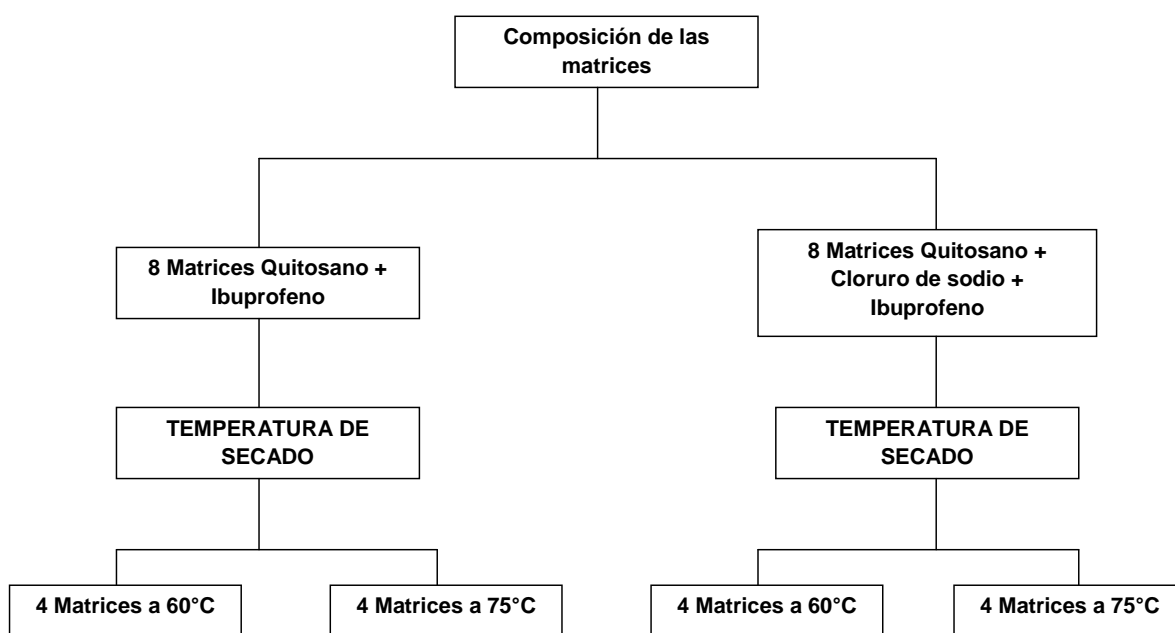 Composición de las
matrices
8 Matrices Quitosano +
Ibuprofeno
8 Matrices Quitosano +
Cloruro de sodio +
Ibuprofeno
TEMPERATURA DE
SECADO
TEMPERATURA DE
SECADO
4 Matrices a 60°C
4 Matrices a 75°C
4 Matrices a 60°C
4 Matrices a 75°C